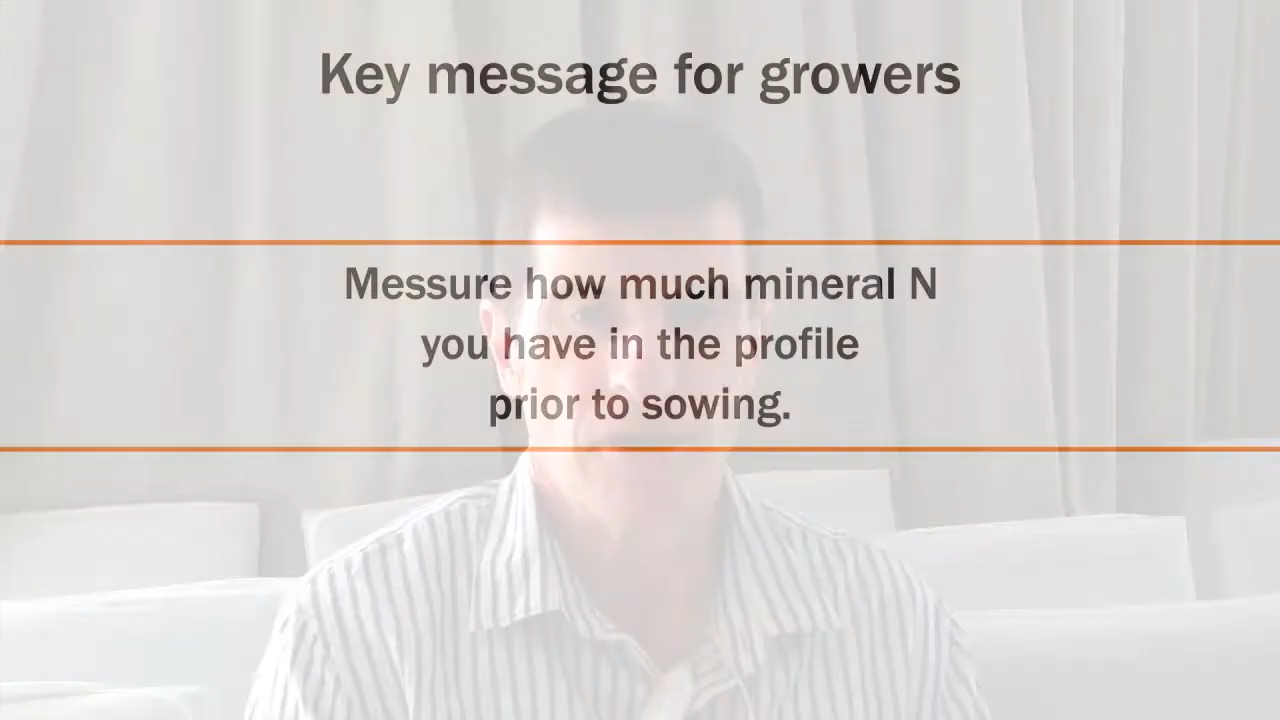 Key message for growers
Messure how much mineral N
you have in the profile
prior to sowing.